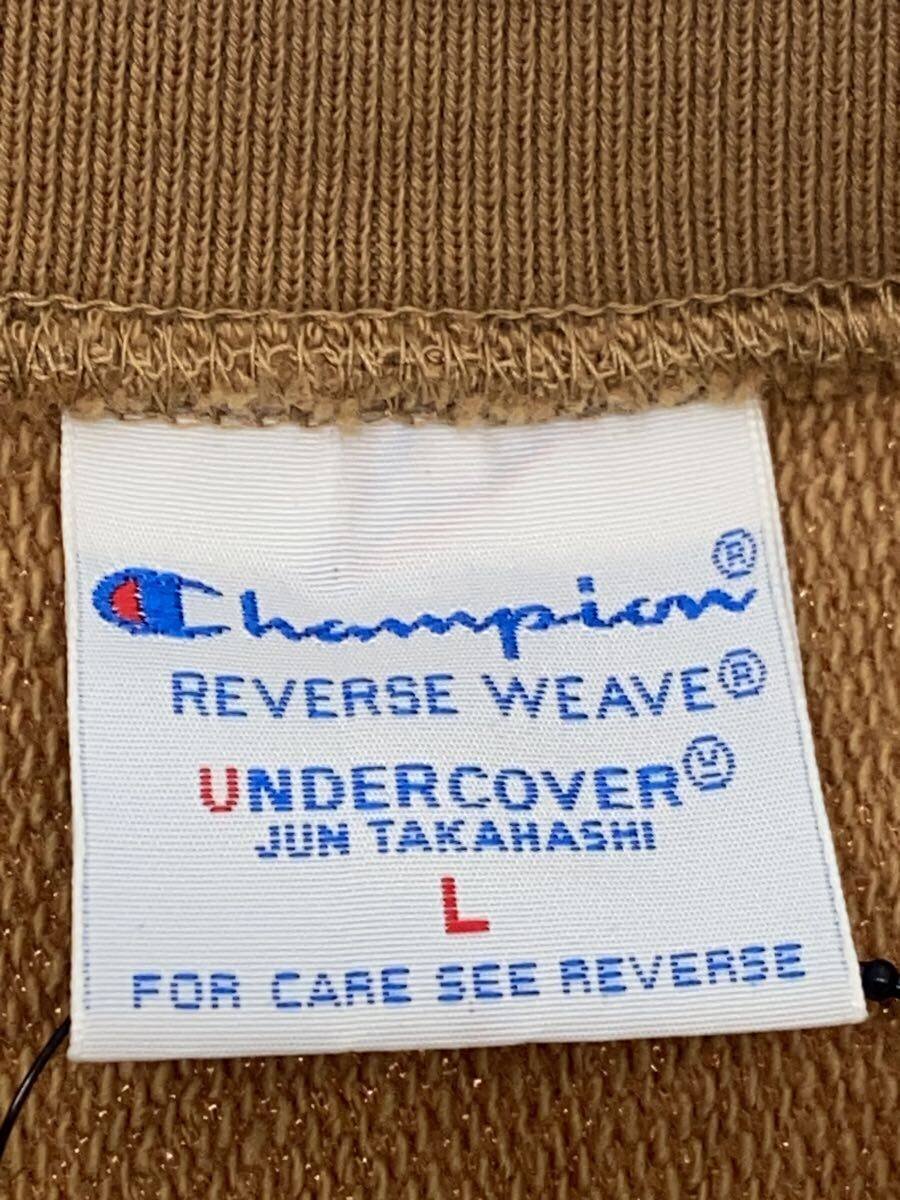 Champion®
REVERSE WEAVE®
UNDERCOVER
JUN TAKAHASHI
L
FOR CARE SEE REVERSE